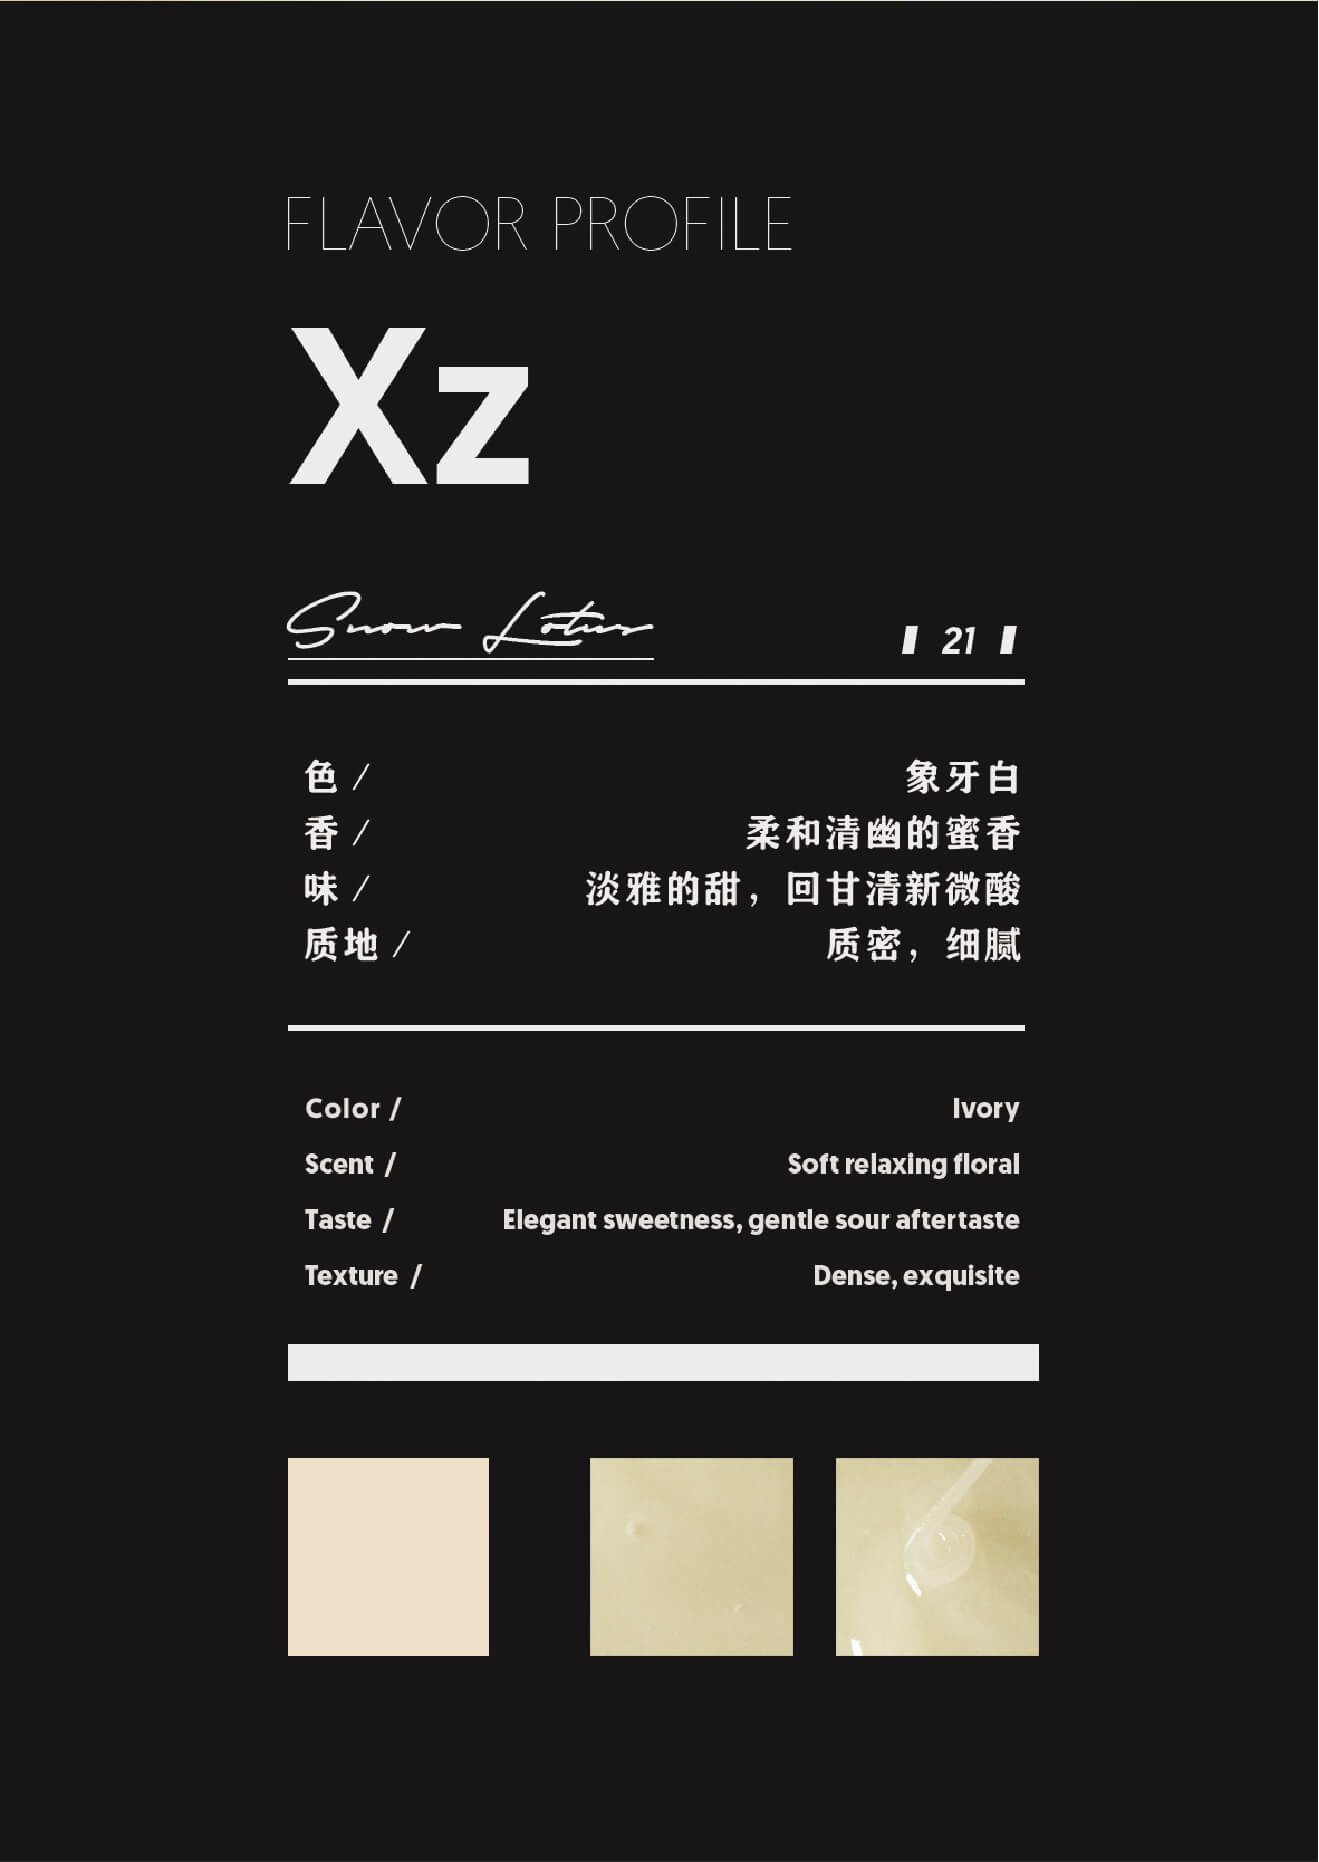 FLAVOR PROFILE
Xz
Snow Lotus
21
色 / 象牙白
香 / 柔和清幽的蜜香
味 / 淡雅的甜，回甘清新微酸
质地 / 质密，细腻
Color / Ivory
Scent / Soft relaxing floral
Taste / Elegant sweetness, gentle sour aftertaste
Texture / Dense, exquisite